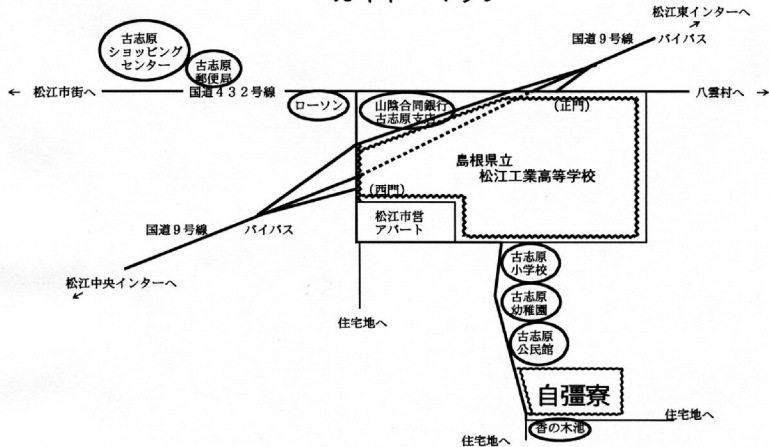 松江東インターへ
国道９号線
バイパス
古志原
ショッピング
センター
古志原
郵便局
← 松江市街へ
国道４３２号線
ローソン
山陰合同銀行
古志原支店
（正門）
八雲村へ →
島根県立
松江工業高等学校
（西門）
松江市営
アパート
国道９号線
バイパス
松江中央インターへ
古志原
小学校
古志原
幼稚園
古志原
公民館
住宅地へ
自彊寮
香の木池
住宅地へ
住宅地へ